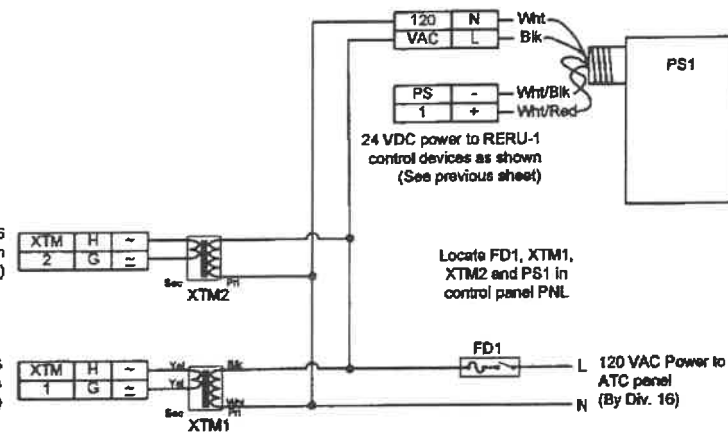 120 N Wht
VAC L Blk
PS1
PS - Wht/Blk
1 + Wht/Red
24 VDC power to RERU-1
control devices as shown
(See previous sheet)
XTM H ~
2 G ~
Sec Pri
XTM2
Locate FD1, XTM1,
XTM2 and PS1 in
control panel PNL
FD1
L 120 VAC Power to
ATC panel
N (By Div. 16)
XTM H ~ Yel Blk
1 G ~ Yel Wht
Sec Pri
XTM1